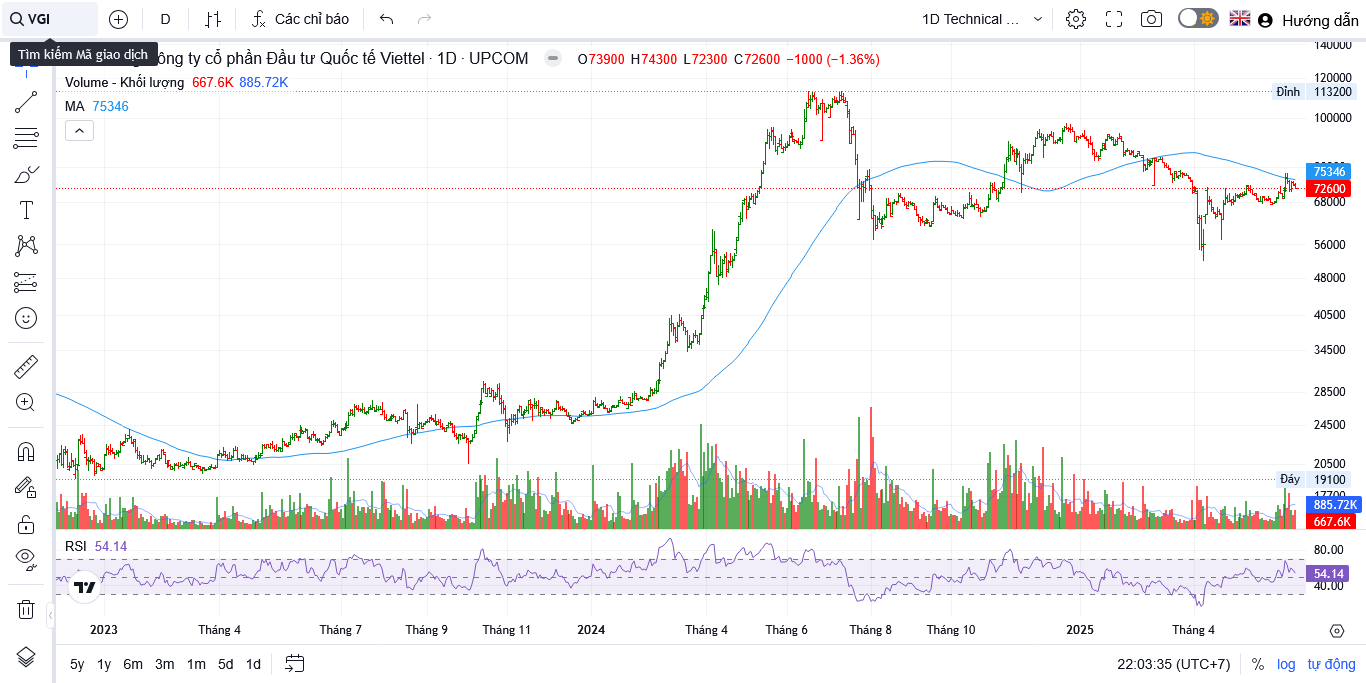 VGI
D
Các chỉ báo
1D Technical ...
Hướng dẫn
Tìm kiếm Mã giao dịch
ông ty cổ phần Đầu tư Quốc tế Viettel · 1D · UPCOM O73900 H74300 L72300 C72600 −1000 (−1.36%)
Volume - Khối lượng 667.6K 885.72K
MA 75346
140000
120000
Đỉnh 113200
100000
75346
72600
68000
56000
48000
40500
34500
28500
24500
20500
Đáy 19100
17700
885.72K
667.6K
RSI 54.14
80.00
54.14
40.00
2023 Tháng 4 Tháng 7 Tháng 9 Tháng 11 2024 Tháng 4 Tháng 6 Tháng 8 Tháng 10 2025 Tháng 4
5y 1y 6m 3m 1m 5d 1d
22:03:35 (UTC+7) % log tự động